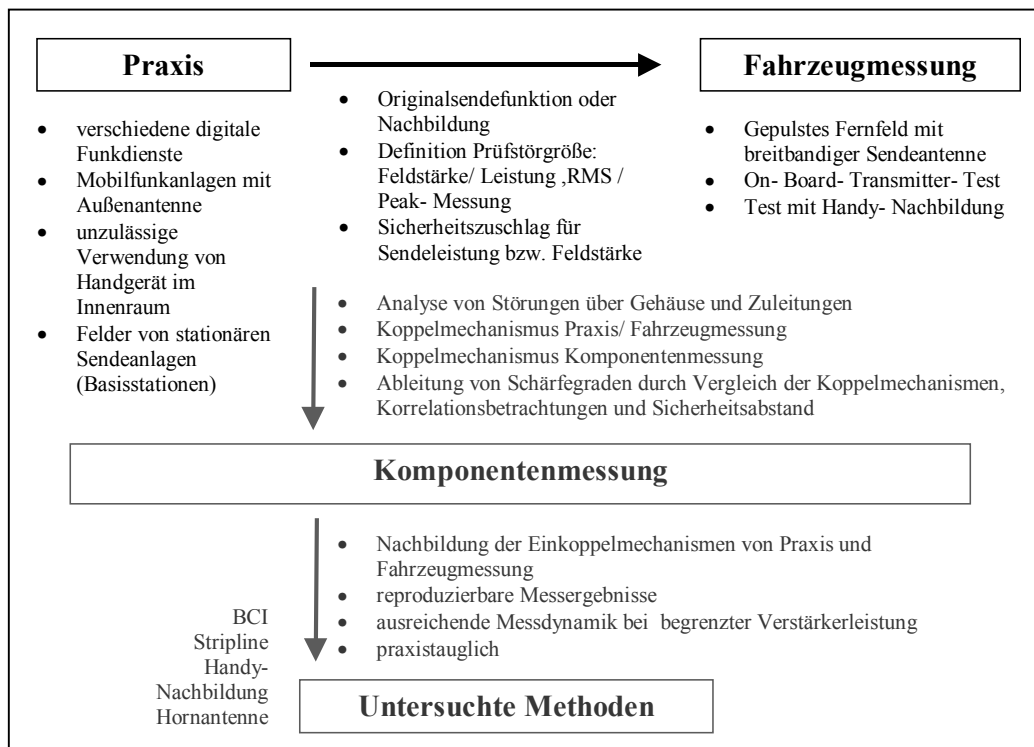 Praxis
Fahrzeugmessung
• verschiedene digitale
Funkdienste
• Mobilfunkanlagen mit
Außenantenne
• unzulässige
Verwendung von
Handgerät im
Innenraum
• Felder von stationären
Sendeanlagen
(Basisstationen)
• Originalsendefunktion oder
Nachbildung
• Definition Prüfstörgröße:
Feldstärke/ Leistung ,RMS /
Peak- Messung
• Sicherheitszuschlag für
Sendeleistung bzw. Feldstärke
• Gepulstes Fernfeld mit
breitbandiger Sendeantenne
• On- Board- Transmitter- Test
• Test mit Handy- Nachbildung
• Analyse von Störungen über Gehäuse und Zuleitungen
• Koppelmechanismus Praxis/ Fahrzeugmessung
• Koppelmechanismus Komponentenmessung
• Ableitung von Schärfegraden durch Vergleich der Koppelmechanismen,
Korrelationsbetrachtungen und Sicherheitsabstand
Komponentenmessung
• Nachbildung der Einkoppelmechanismen von Praxis und
Fahrzeugmessung
• reproduzierbare Messergebnisse
• ausreichende Messdynamik bei begrenzter Verstärkerleistung
• praxistauglich
BCI
Stripline
Handy-
Nachbildung
Hornantenne
Untersuchte Methoden